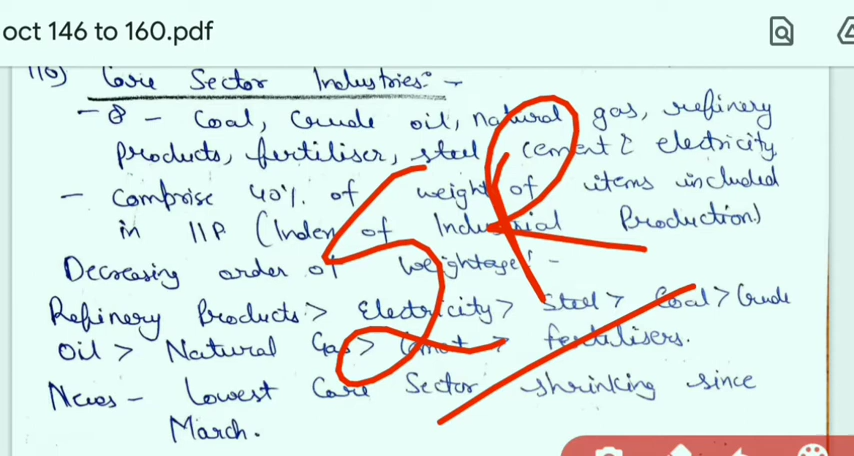 oct 146 to 160.pdf
110) Core Sector Industries:-
- 8 - Coal, Crude oil, natural gas, refinery
products, fertiliser, steel cement & electricity.
- Comprise 40% of weight of items included
in IIP (Index of Industrial Production)
Decreasing order of weightage:-
Refinery Products > Electricity > Steel > Coal > Crude
Oil > Natural Gas > Cement > fertilisers.
News - Lowest Core Sector shrinking since
March.
5R